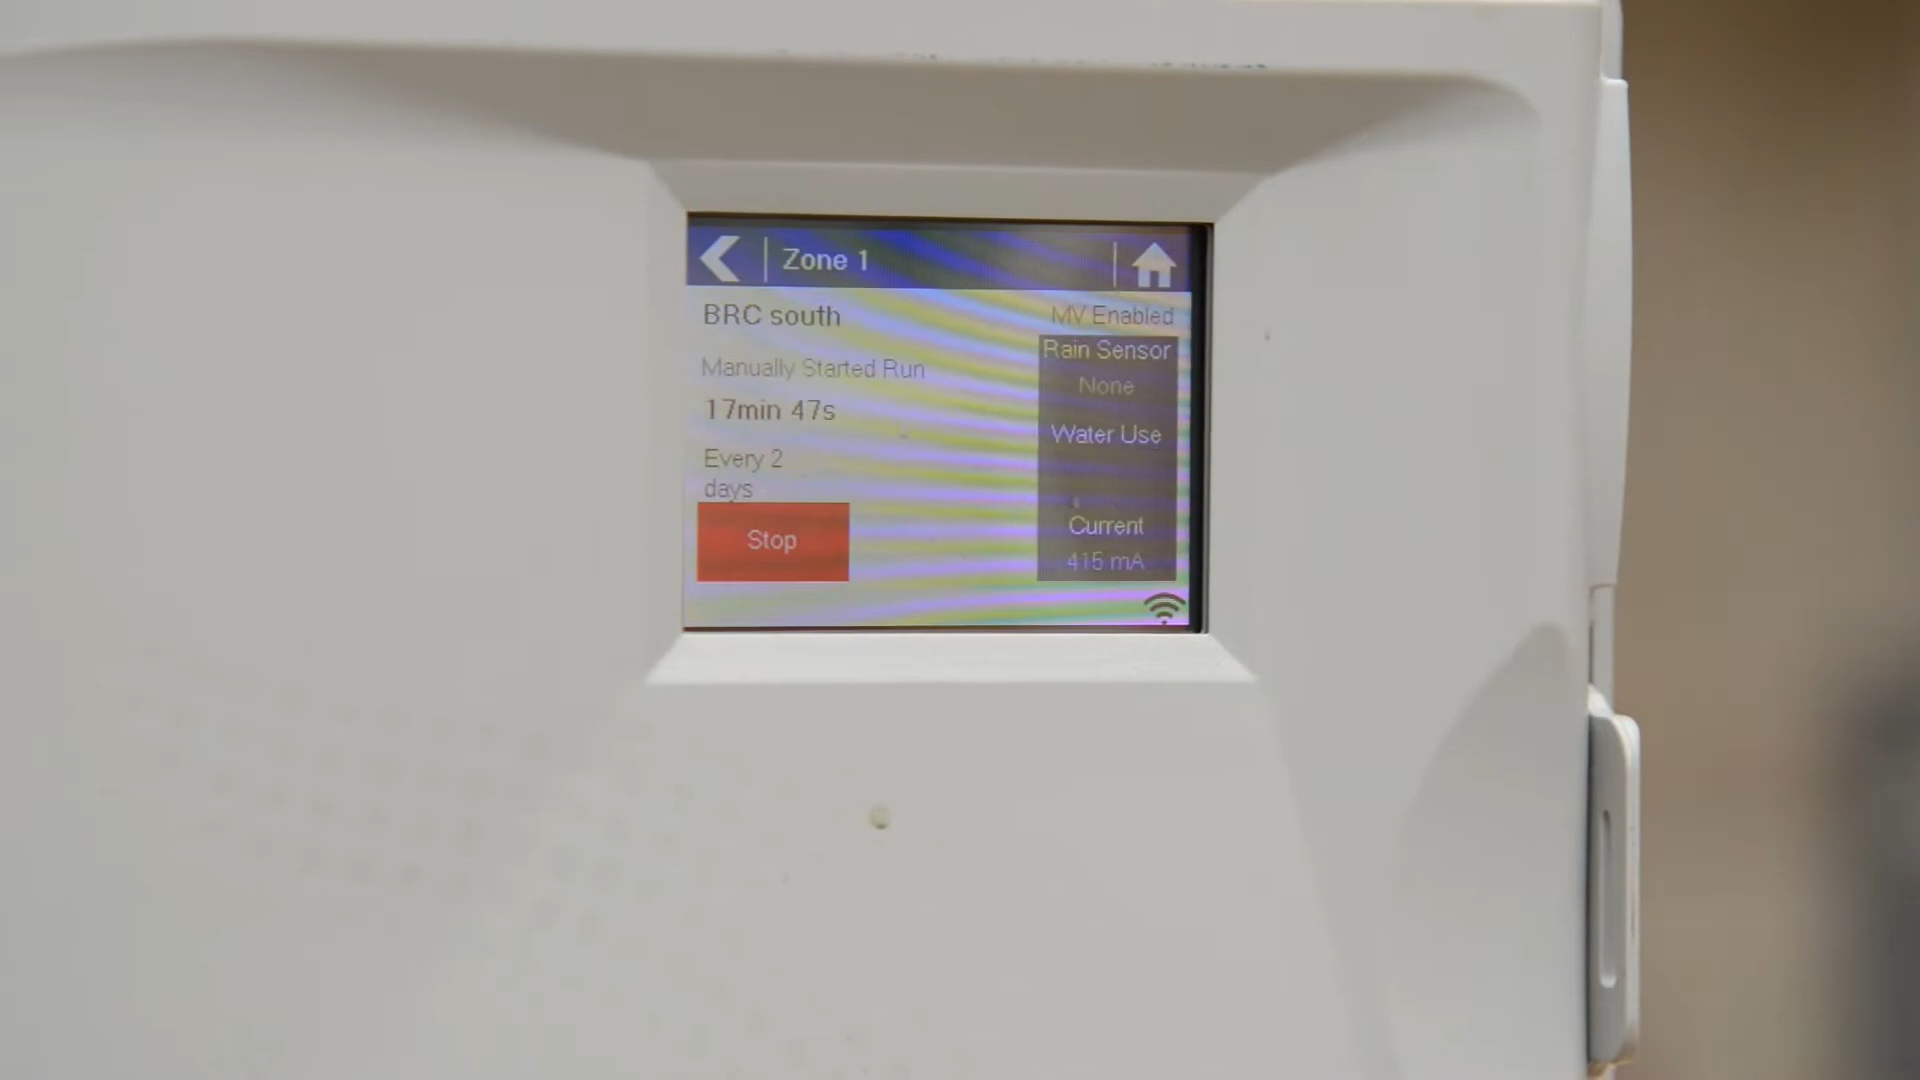 Zone 1
BRC south
MV Enabled
Manually Started Run
17min 47s
Every 2
days
Stop
Rain Sensor
None
Water Use
Current
415 mA